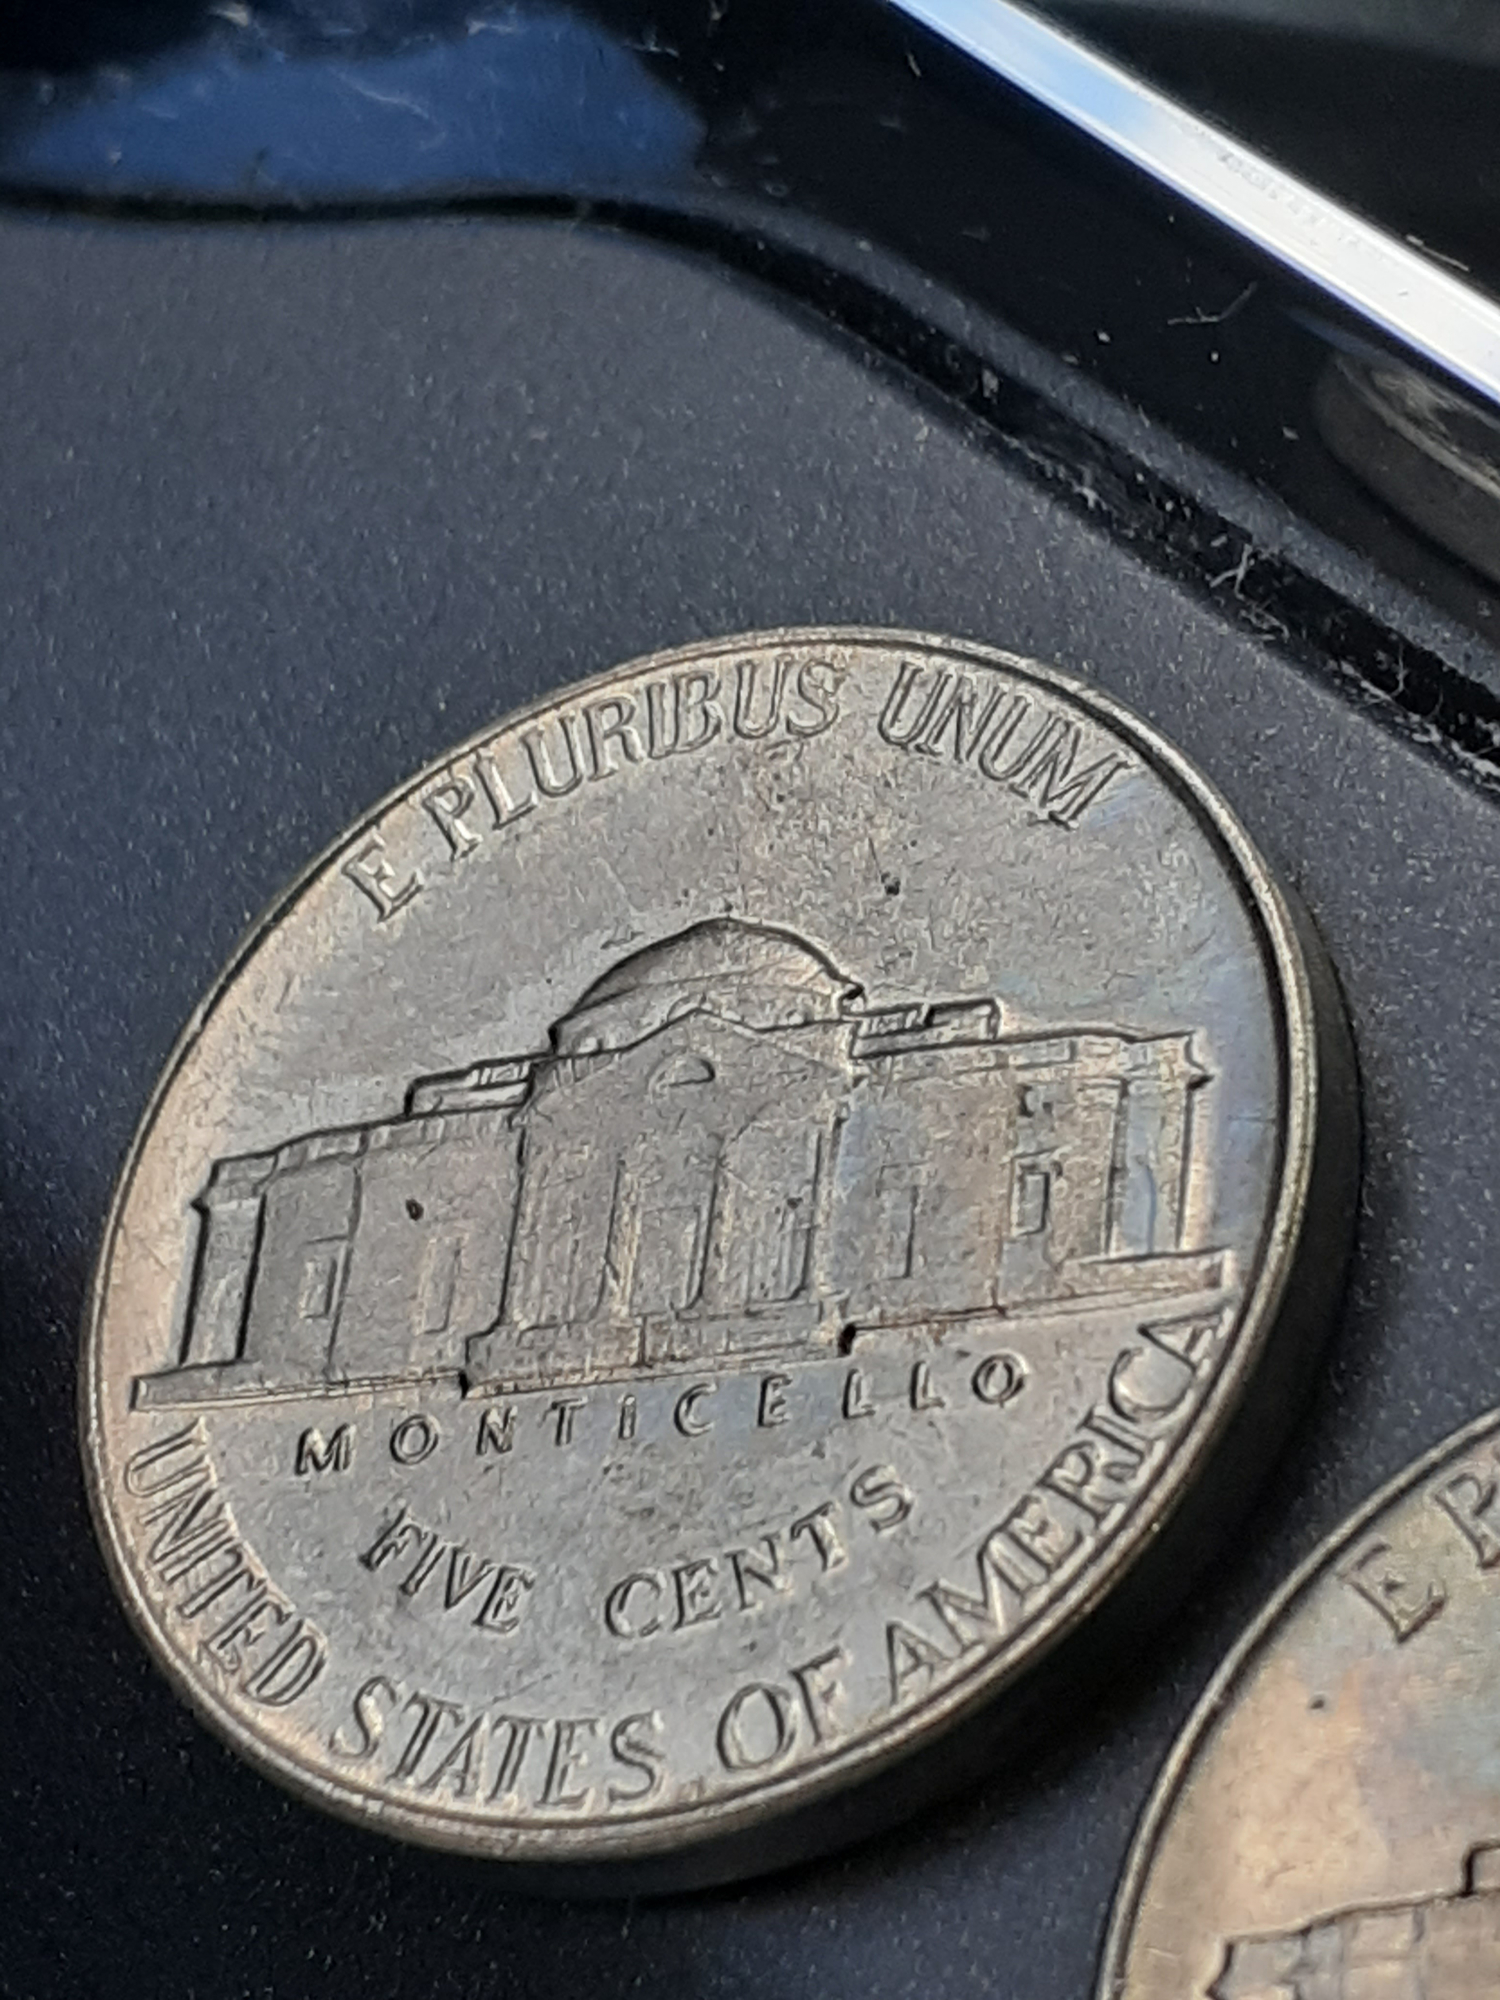 E PLURIBUS UNUM
MONTICELLO
FIVE CENTS
UNITED STATES OF AMERICA
E P